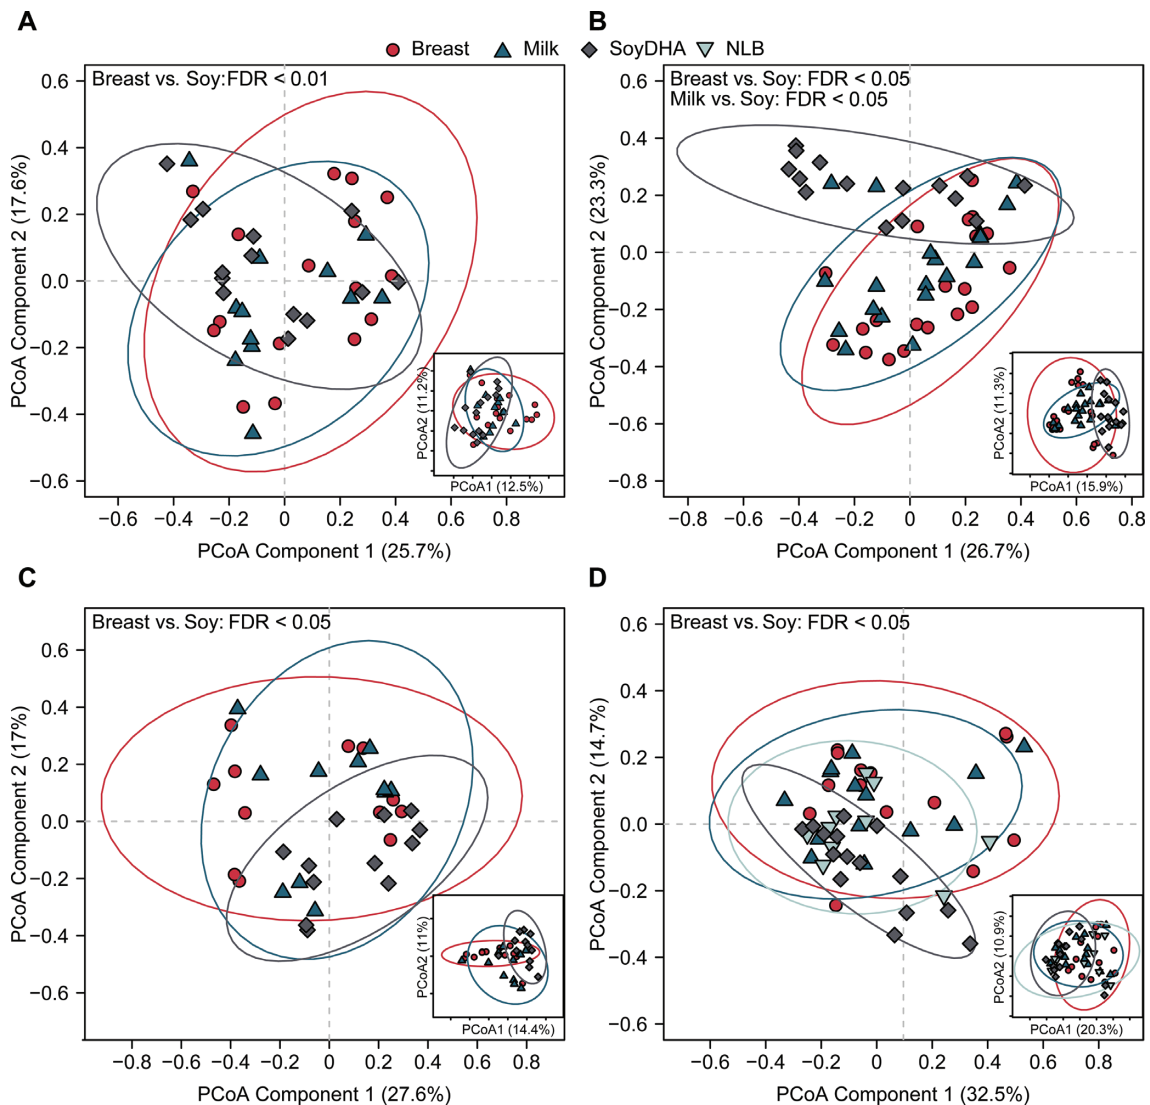 A
B
Breast Milk SoyDHA NLB
Breast vs. Soy:FDR < 0.01
0.6
0.4
0.2
0.0
−0.2
−0.4
−0.6
PCoA Component 2 (17.6%)
−0.6 −0.4 −0.2 0 0.2 0.4 0.6 0.8
PCoA Component 1 (25.7%)
PCoA2 (11.2%)
PCoA1 (12.5%)
Breast vs. Soy: FDR < 0.05
Milk vs. Soy: FDR < 0.05
0.6
0.4
0.2
0.0
−0.2
−0.4
−0.6
−0.8
PCoA Component 2 (23.3%)
−0.8 −0.6 −0.4 −0.2 0 0.2 0.4 0.6 0.8
PCoA Component 1 (26.7%)
PCoA2 (11.3%)
PCoA1 (15.9%)
C
D
Breast vs. Soy: FDR < 0.05
0.6
0.4
0.2
0.0
−0.2
−0.4
−0.6
PCoA Component 2 (17%)
−0.8 −0.6 −0.4 −0.2 0 0.2 0.4 0.6 0.8
PCoA Component 1 (27.6%)
PCoA2 (11%)
PCoA1 (14.4%)
Breast vs. Soy: FDR < 0.05
0.6
0.4
0.2
0.0
−0.2
−0.4
−0.6
PCoA Component 2 (14.7%)
−0.6 −0.4 −0.2 0 0.2 0.4 0.6 0.8
PCoA Component 1 (32.5%)
PCoA2 (10.9%)
PCoA1 (20.3%)